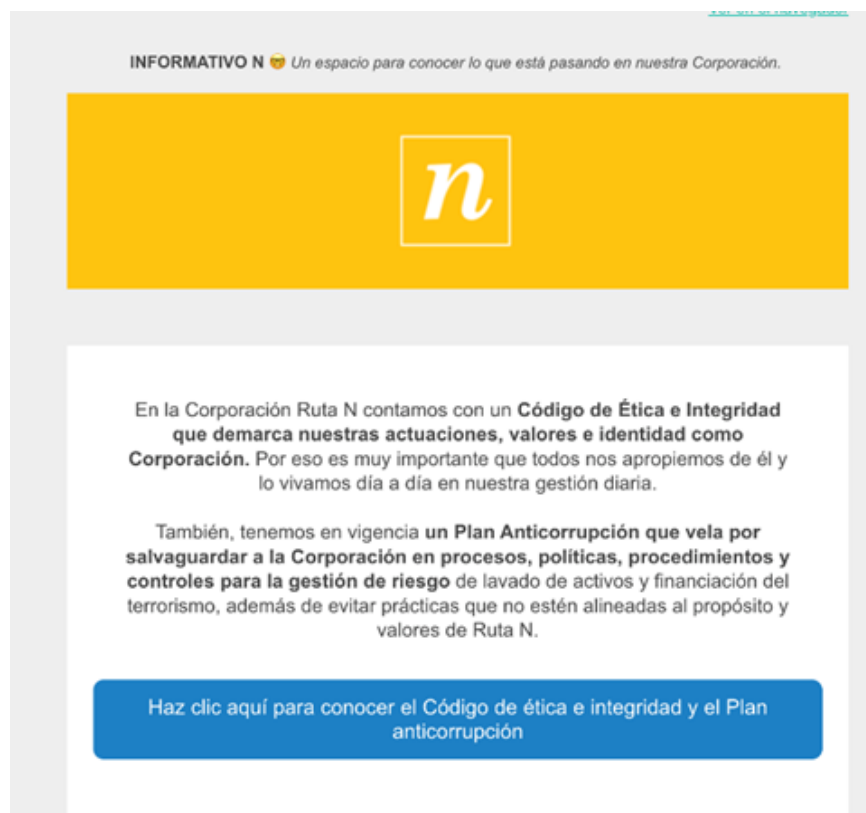 Ver en el navegador
INFORMATIVO N 🤓 Un espacio para conocer lo que está pasando en nuestra Corporación.
n
En la Corporación Ruta N contamos con un Código de Ética e Integridad
que demarca nuestras actuaciones, valores e identidad como
Corporación. Por eso es muy importante que todos nos apropiemos de él y
lo vivamos día a día en nuestra gestión diaria.
También, tenemos en vigencia un Plan Anticorrupción que vela por
salvaguardar a la Corporación en procesos, políticas, procedimientos y
controles para la gestión de riesgo de lavado de activos y financiación del
terrorismo, además de evitar prácticas que no estén alineadas al propósito y
valores de Ruta N.
Haz clic aquí para conocer el Código de ética e integridad y el Plan
anticorrupción